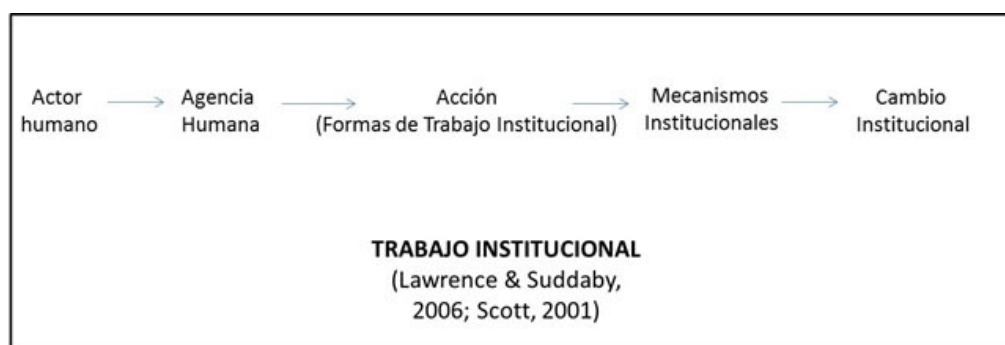 Actor humano
Agencia Humana
Acción (Formas de Trabajo Institucional)
Mecanismos Institucionales
Cambio Institucional
TRABAJO INSTITUCIONAL
(Lawrence & Suddaby,
2006; Scott, 2001)